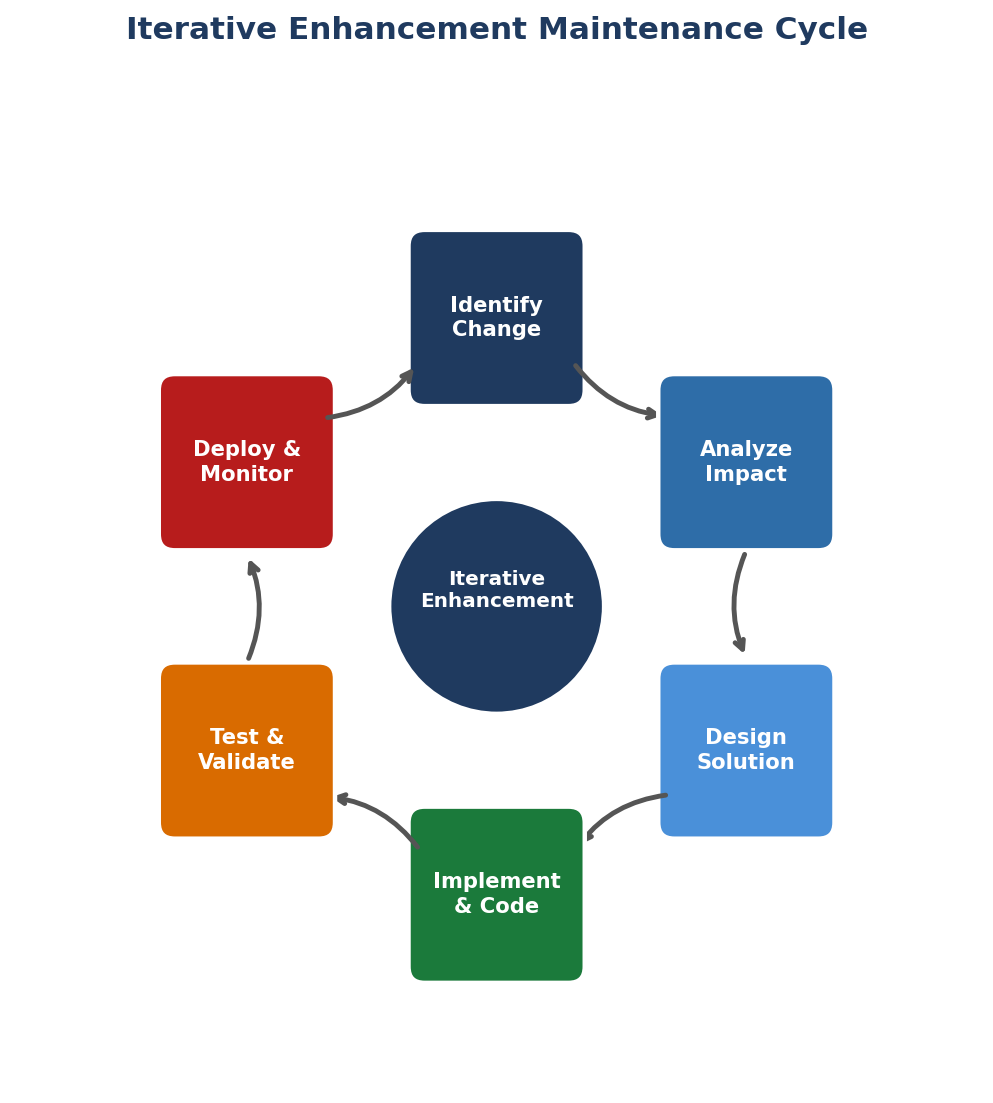 Iterative Enhancement Maintenance Cycle
Identify
Change
Analyze
Impact
Design
Solution
Implement
& Code
Test &
Validate
Deploy &
Monitor
Iterative
Enhancement